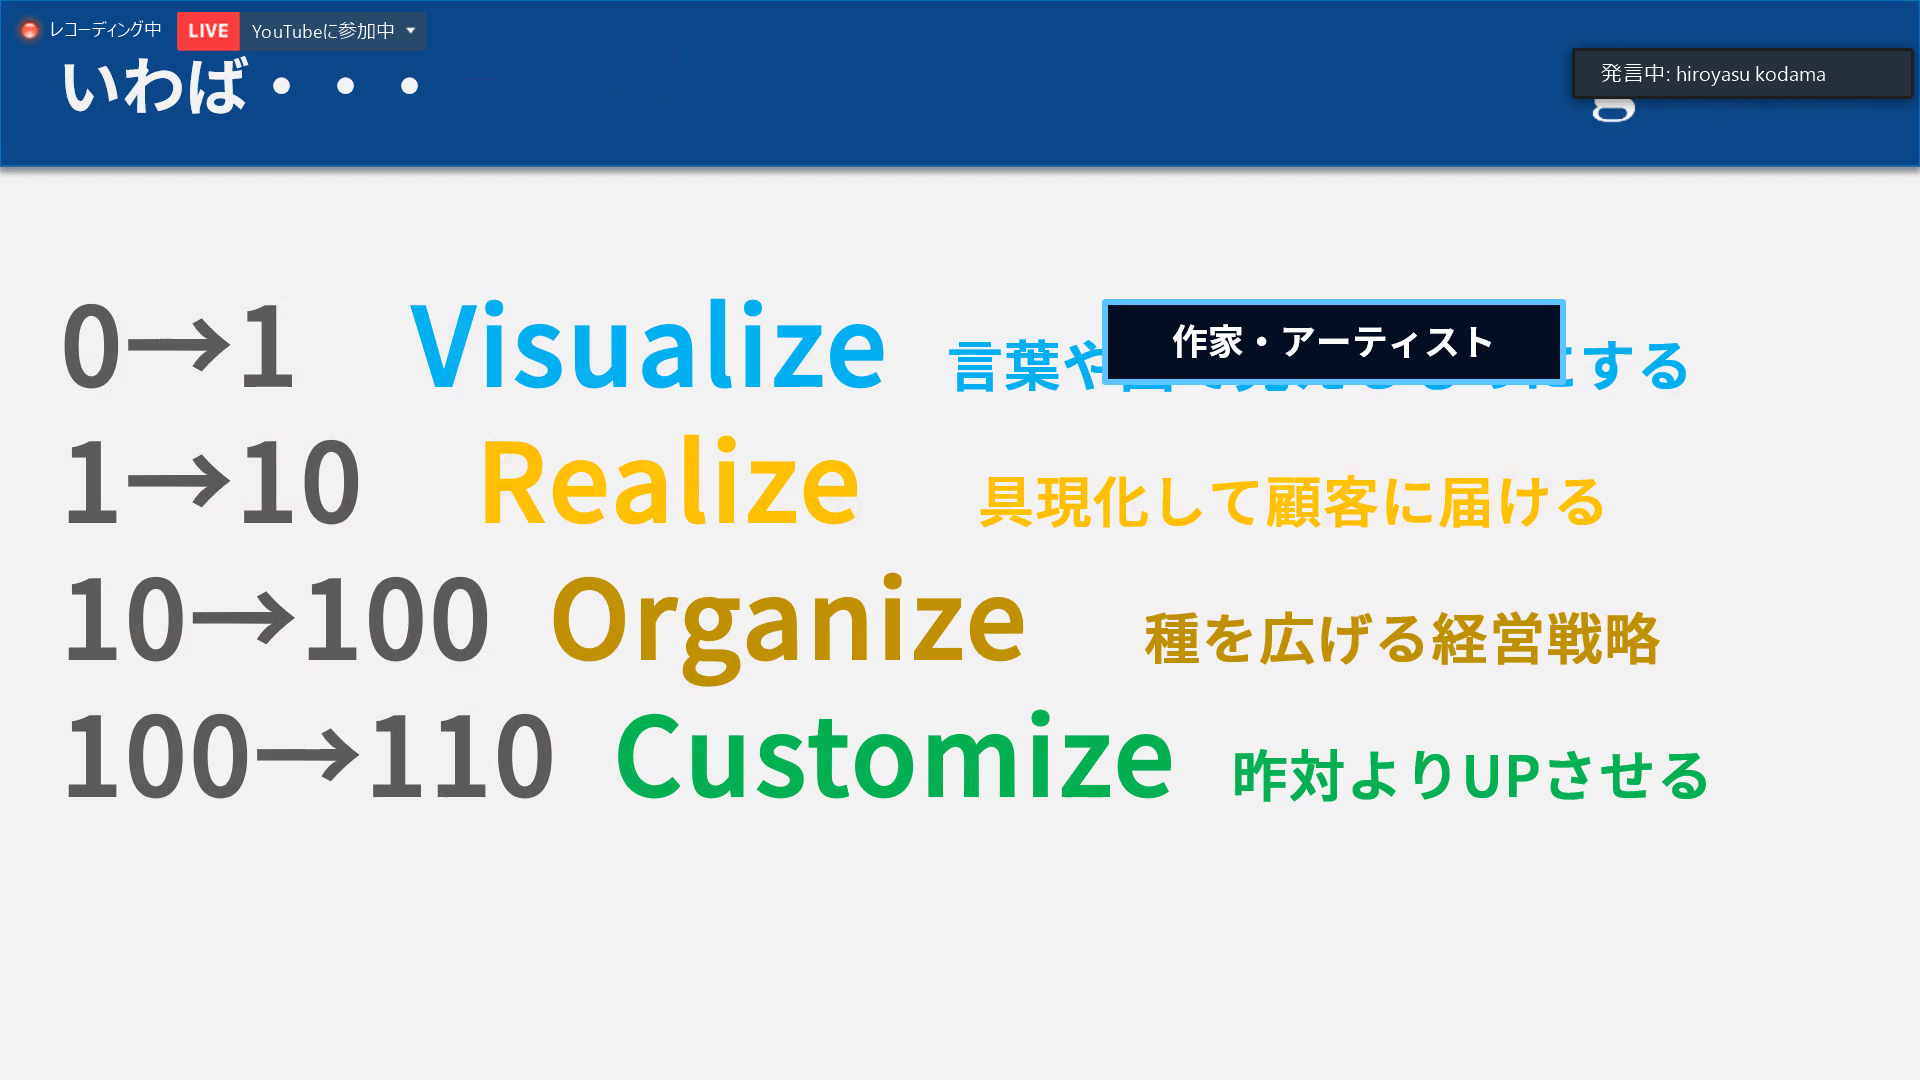 レコーディング中 LIVE YouTubeに参加中
発言中: hiroyasu kodama
いわば・・・
0→1 Visualize 言葉や
作家・アーティスト
にする
1→10 Realize 具現化して顧客に届ける
10→100 Organize 種を広げる経営戦略
100→110 Customize 昨対よりUPさせる